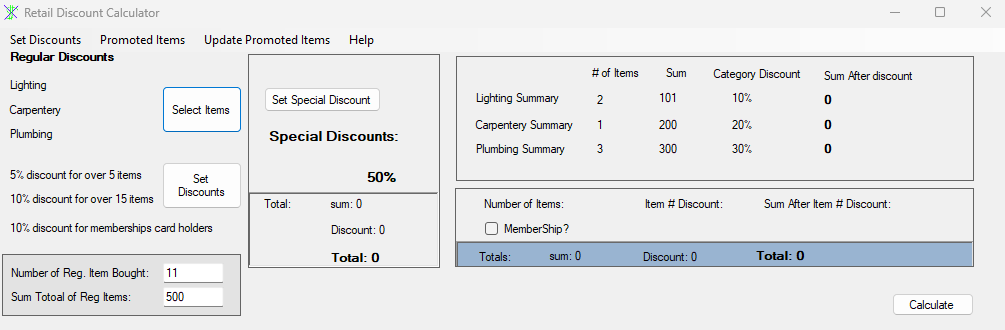 Retail Discount Calculator
Set Discounts Promoted Items Update Promoted Items Help
Regular Discounts
Lighting
Carpentery
Plumbing
Select Items
5% discount for over 5 items
10% discount for over 15 items
Set Discounts
10% discount for memberships card holders
Number of Reg. Item Bought: 11
Sum Totoal of Reg Items: 500
Set Special Discount
Special Discounts:
50%
Total: sum: 0
Discount: 0
Total: 0
# of Items Sum Category Discount Sum After discount
Lighting Summary 2 101 10% 0
Carpentery Summary 1 200 20% 0
Plumbing Summary 3 300 30% 0
Number of Items: Item # Discount: Sum After Item # Discount:
MemberShip?
Totals: sum: 0 Discount: 0 Total: 0
Calculate